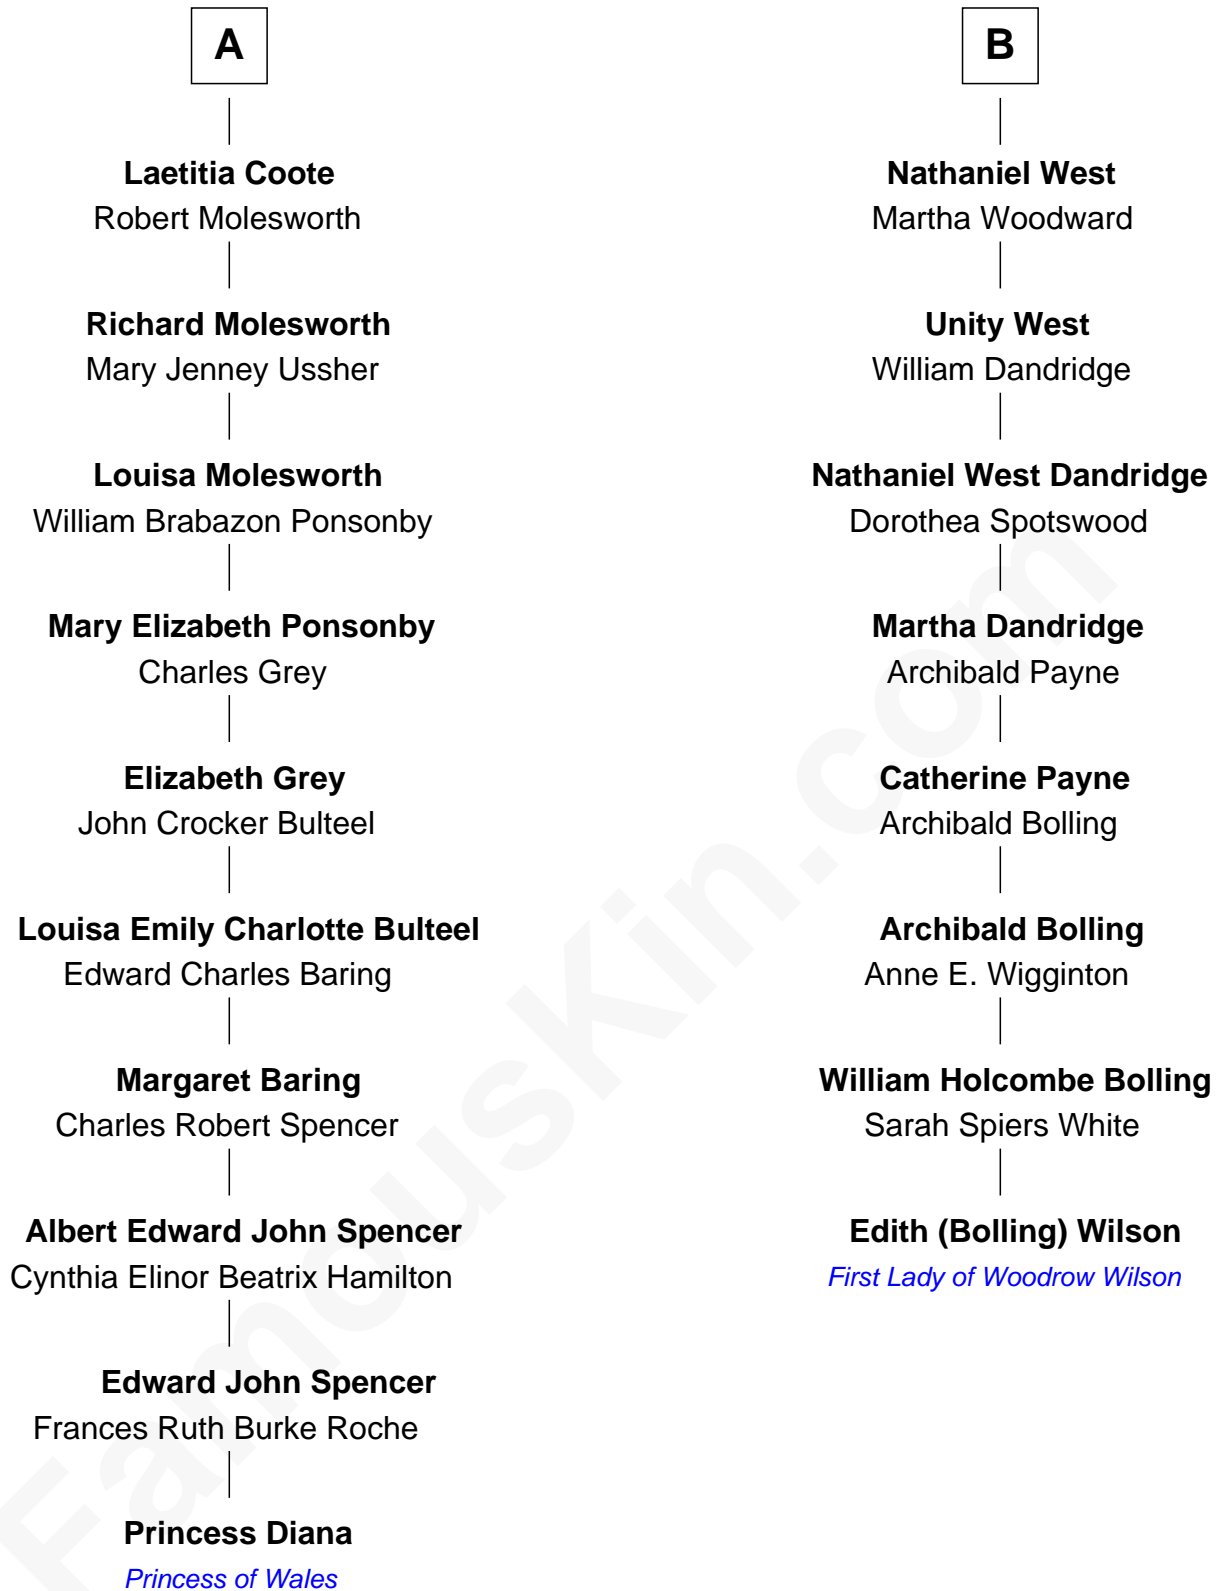 A
Laetitia Coote
Robert Molesworth
Richard Molesworth
Mary Jenney Ussher
Louisa Molesworth
William Brabazon Ponsonby
Mary Elizabeth Ponsonby
Charles Grey
Elizabeth Grey
John Crocker Bulteel
Louisa Emily Charlotte Bulteel
Edward Charles Baring
Margaret Baring
Charles Robert Spencer
Albert Edward John Spencer
Cynthia Elinor Beatrix Hamilton
Edward John Spencer
Frances Ruth Burke Roche
Princess Diana
Princess of Wales
B
Nathaniel West
Martha Woodward
Unity West
William Dandridge
Nathaniel West Dandridge
Dorothea Spotswood
Martha Dandridge
Archibald Payne
Catherine Payne
Archibald Bolling
Archibald Bolling
Anne E. Wigginton
William Holcombe Bolling
Sarah Spiers White
Edith (Bolling) Wilson
First Lady of Woodrow Wilson
FamousKin.com